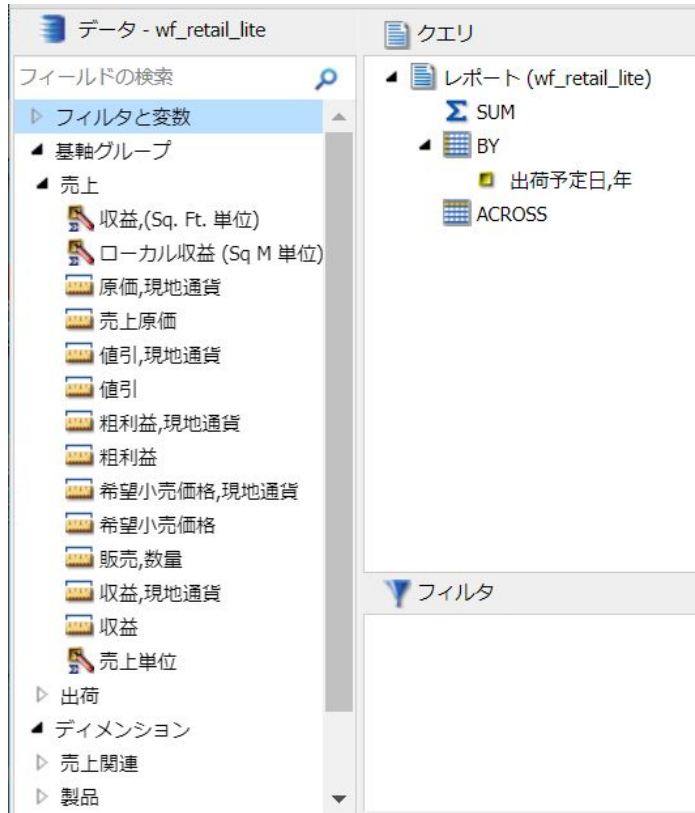 データ - wf_retail_lite
フィールドの検索
フィルタと変数
基軸グループ
売上
収益,(Sq. Ft. 単位)
ローカル収益 (Sq M 単位)
原価,現地通貨
売上原価
値引,現地通貨
値引
粗利益,現地通貨
粗利益
希望小売価格,現地通貨
希望小売価格
販売,数量
収益,現地通貨
収益
売上単位
出荷
ディメンション
売上関連
製品
クエリ
レポート (wf_retail_lite)
SUM
BY
出荷予定日,年
ACROSS
フィルタ